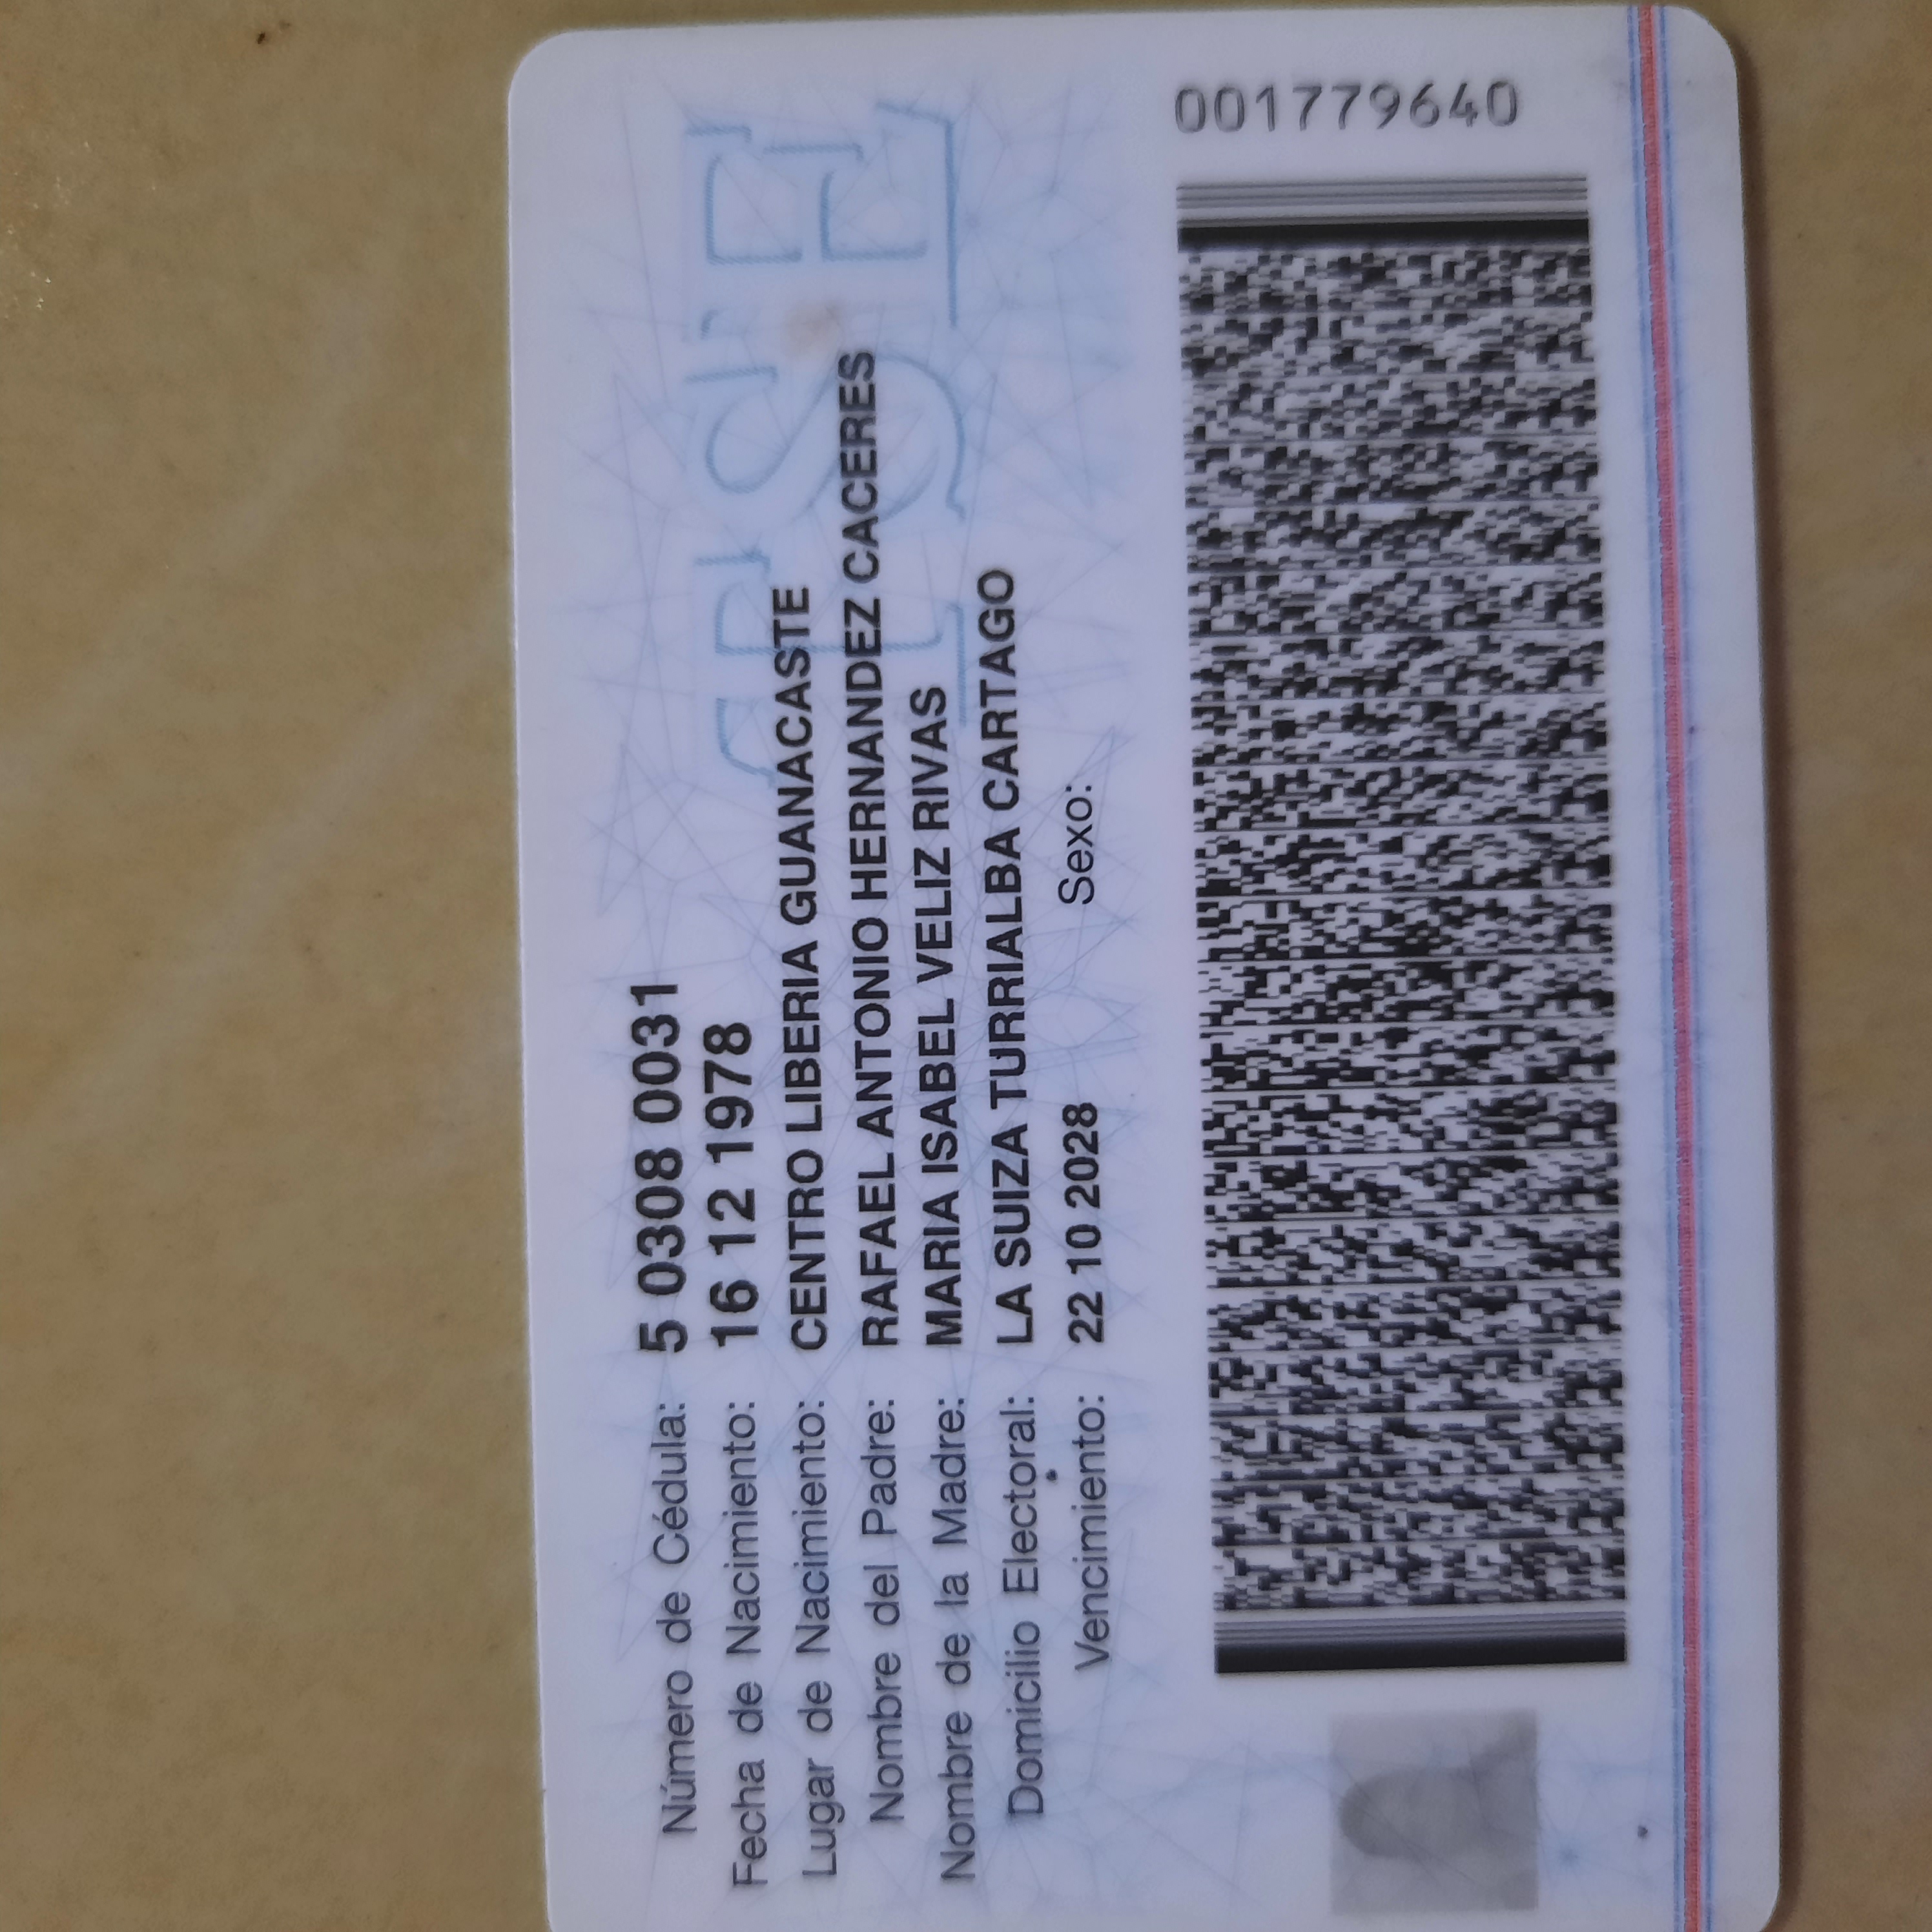 Número de Cédula: 5 0308 0031
Fecha de Nacimiento: 16 12 1978
Lugar de Nacimiento: CENTRO LIBERIA GUANACASTE
Nombre del Padre: RAFAEL ANTONIO HERNANDEZ CACERES
Nombre de la Madre: MARIA ISABEL VELIZ RIVAS
Domicilio Electoral: LA SUIZA TURRIALBA CARTAGO
Vencimiento: 22 10 2028 Sexo:
TSE
001779640